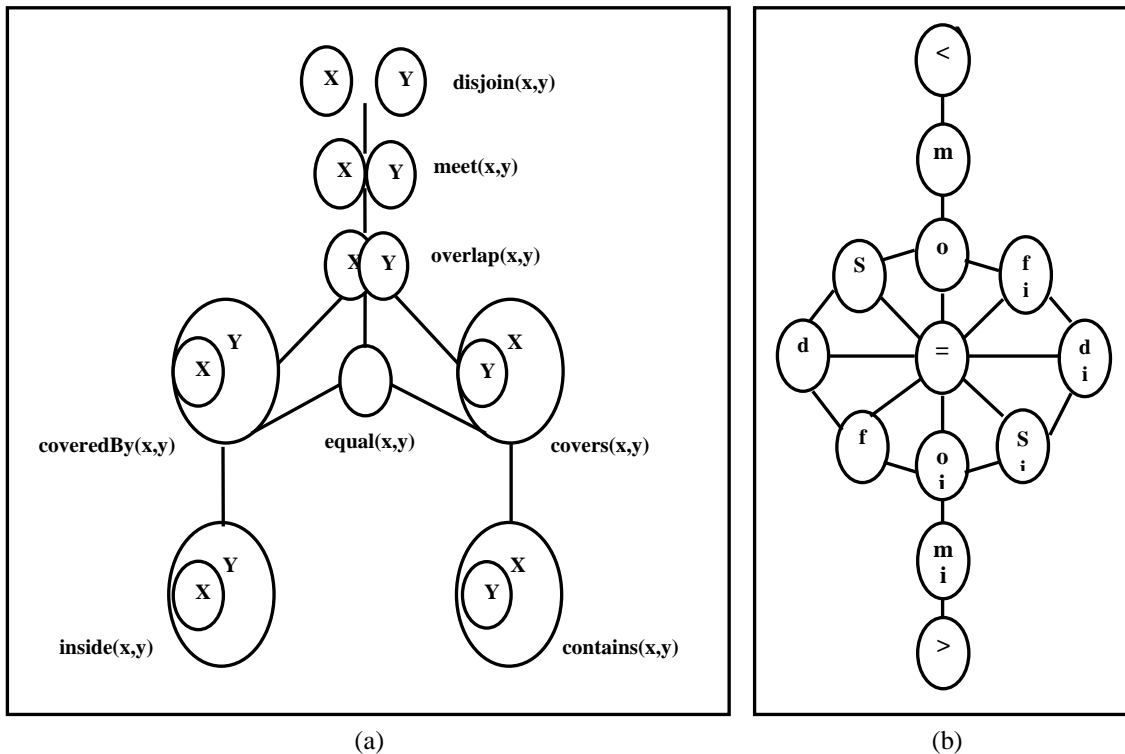 X Y disjoin(x,y)
X Y meet(x,y)
X Y overlap(x,y)
Y
X
X
Y
coveredBy(x,y)
equal(x,y)
covers(x,y)
Y
X
X
Y
inside(x,y)
contains(x,y)
(a)
<
m
o
S
f
i
d
=
d
i
f
o
i
S
i
m
i
>
(b)